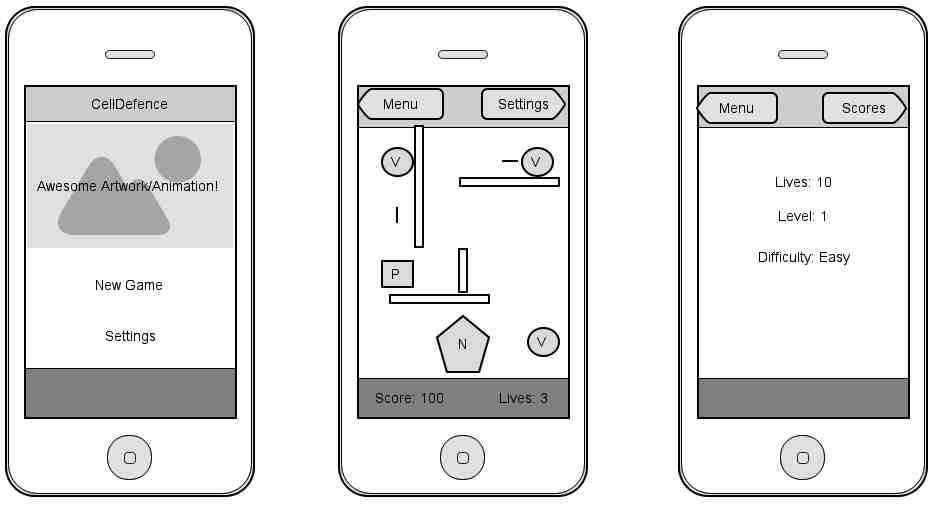 CellDefence
Awesome Artwork/Animation!
New Game
Settings
Menu
Settings
V
V
P
N
V
Score: 100
Lives: 3
Menu
Scores
Lives: 10
Level: 1
Difficulty: Easy